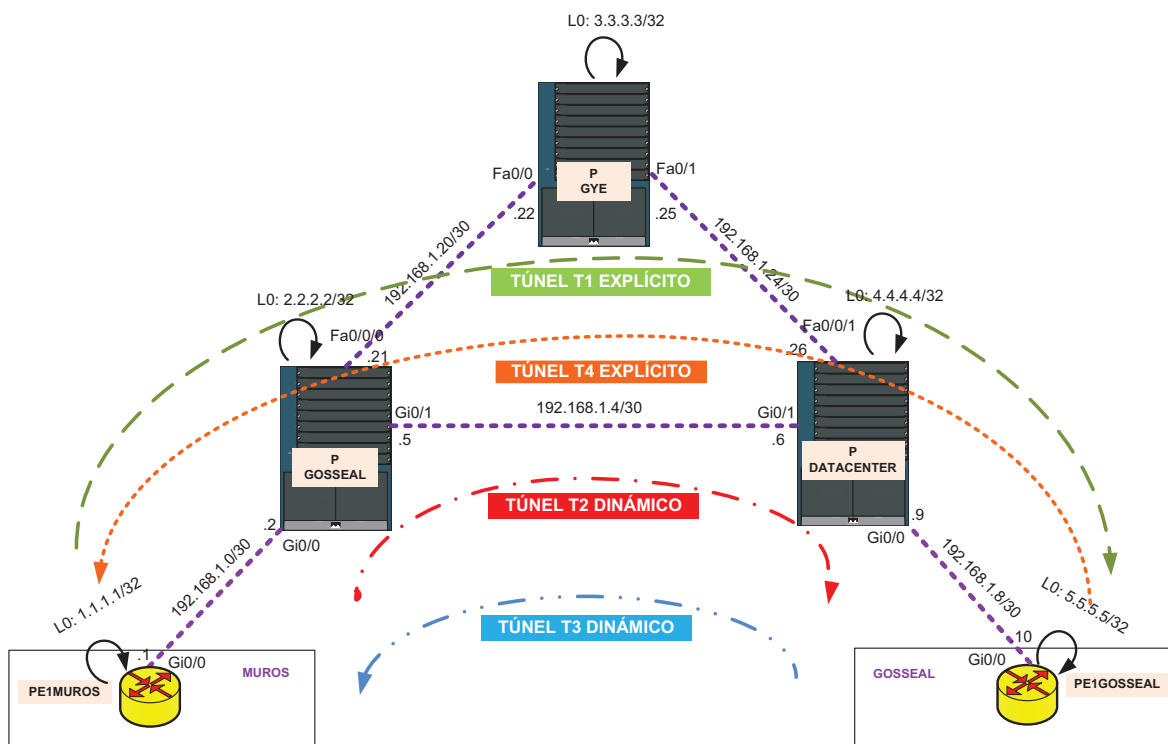 L0: 3.3.3.3/32
Fa0/0
P
GYE
Fa0/1
.22
.25
192.168.1.20/30
192.168.1.24/30
TÚNEL T1 EXPLÍCITO
L0: 2.2.2.2/32
L0: 4.4.4.4/32
Fa0/0/0
Fa0/0/1
.21
.26
TÚNEL T4 EXPLÍCITO
192.168.1.4/30
Gi0/1
Gi0/1
.5
.6
P
GOSSEAL
P
DATACENTER
TÚNEL T2 DINÁMICO
.2
.9
Gi0/0
Gi0/0
192.168.1.0/30
192.168.1.8/30
L0: 1.1.1.1/32
L0: 5.5.5.5/32
TÚNEL T3 DINÁMICO
.1
10
Gi0/0
MUROS
GOSSEAL
Gi0/0
PE1MUROS
PE1GOSSEAL